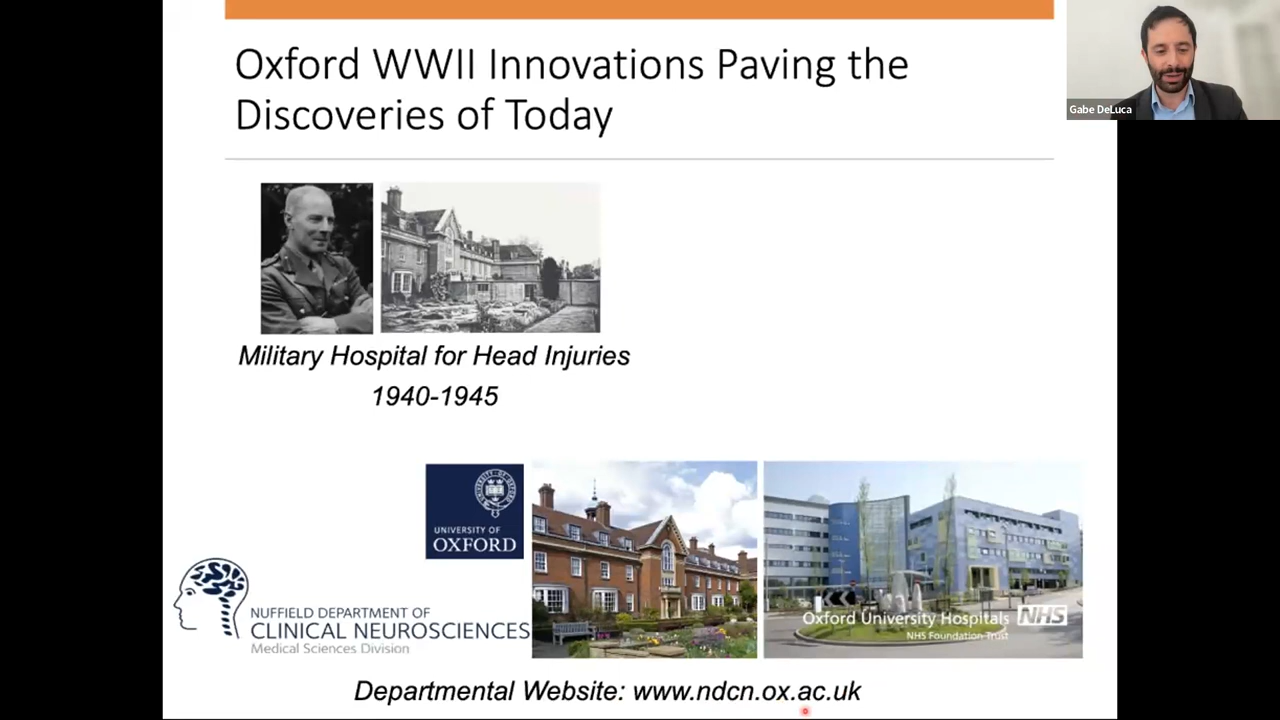 Oxford WWII Innovations Paving the
Discoveries of Today
Gabe DeLuca
Military Hospital for Head Injuries
1940-1945
UNIVERSITY OF
OXFORD
NUFFIELD DEPARTMENT OF
CLINICAL NEUROSCIENCES
Medical Sciences Division
Oxford University Hospitals NHS
NHS Foundation Trust
Departmental Website: www.ndcn.ox.ac.uk